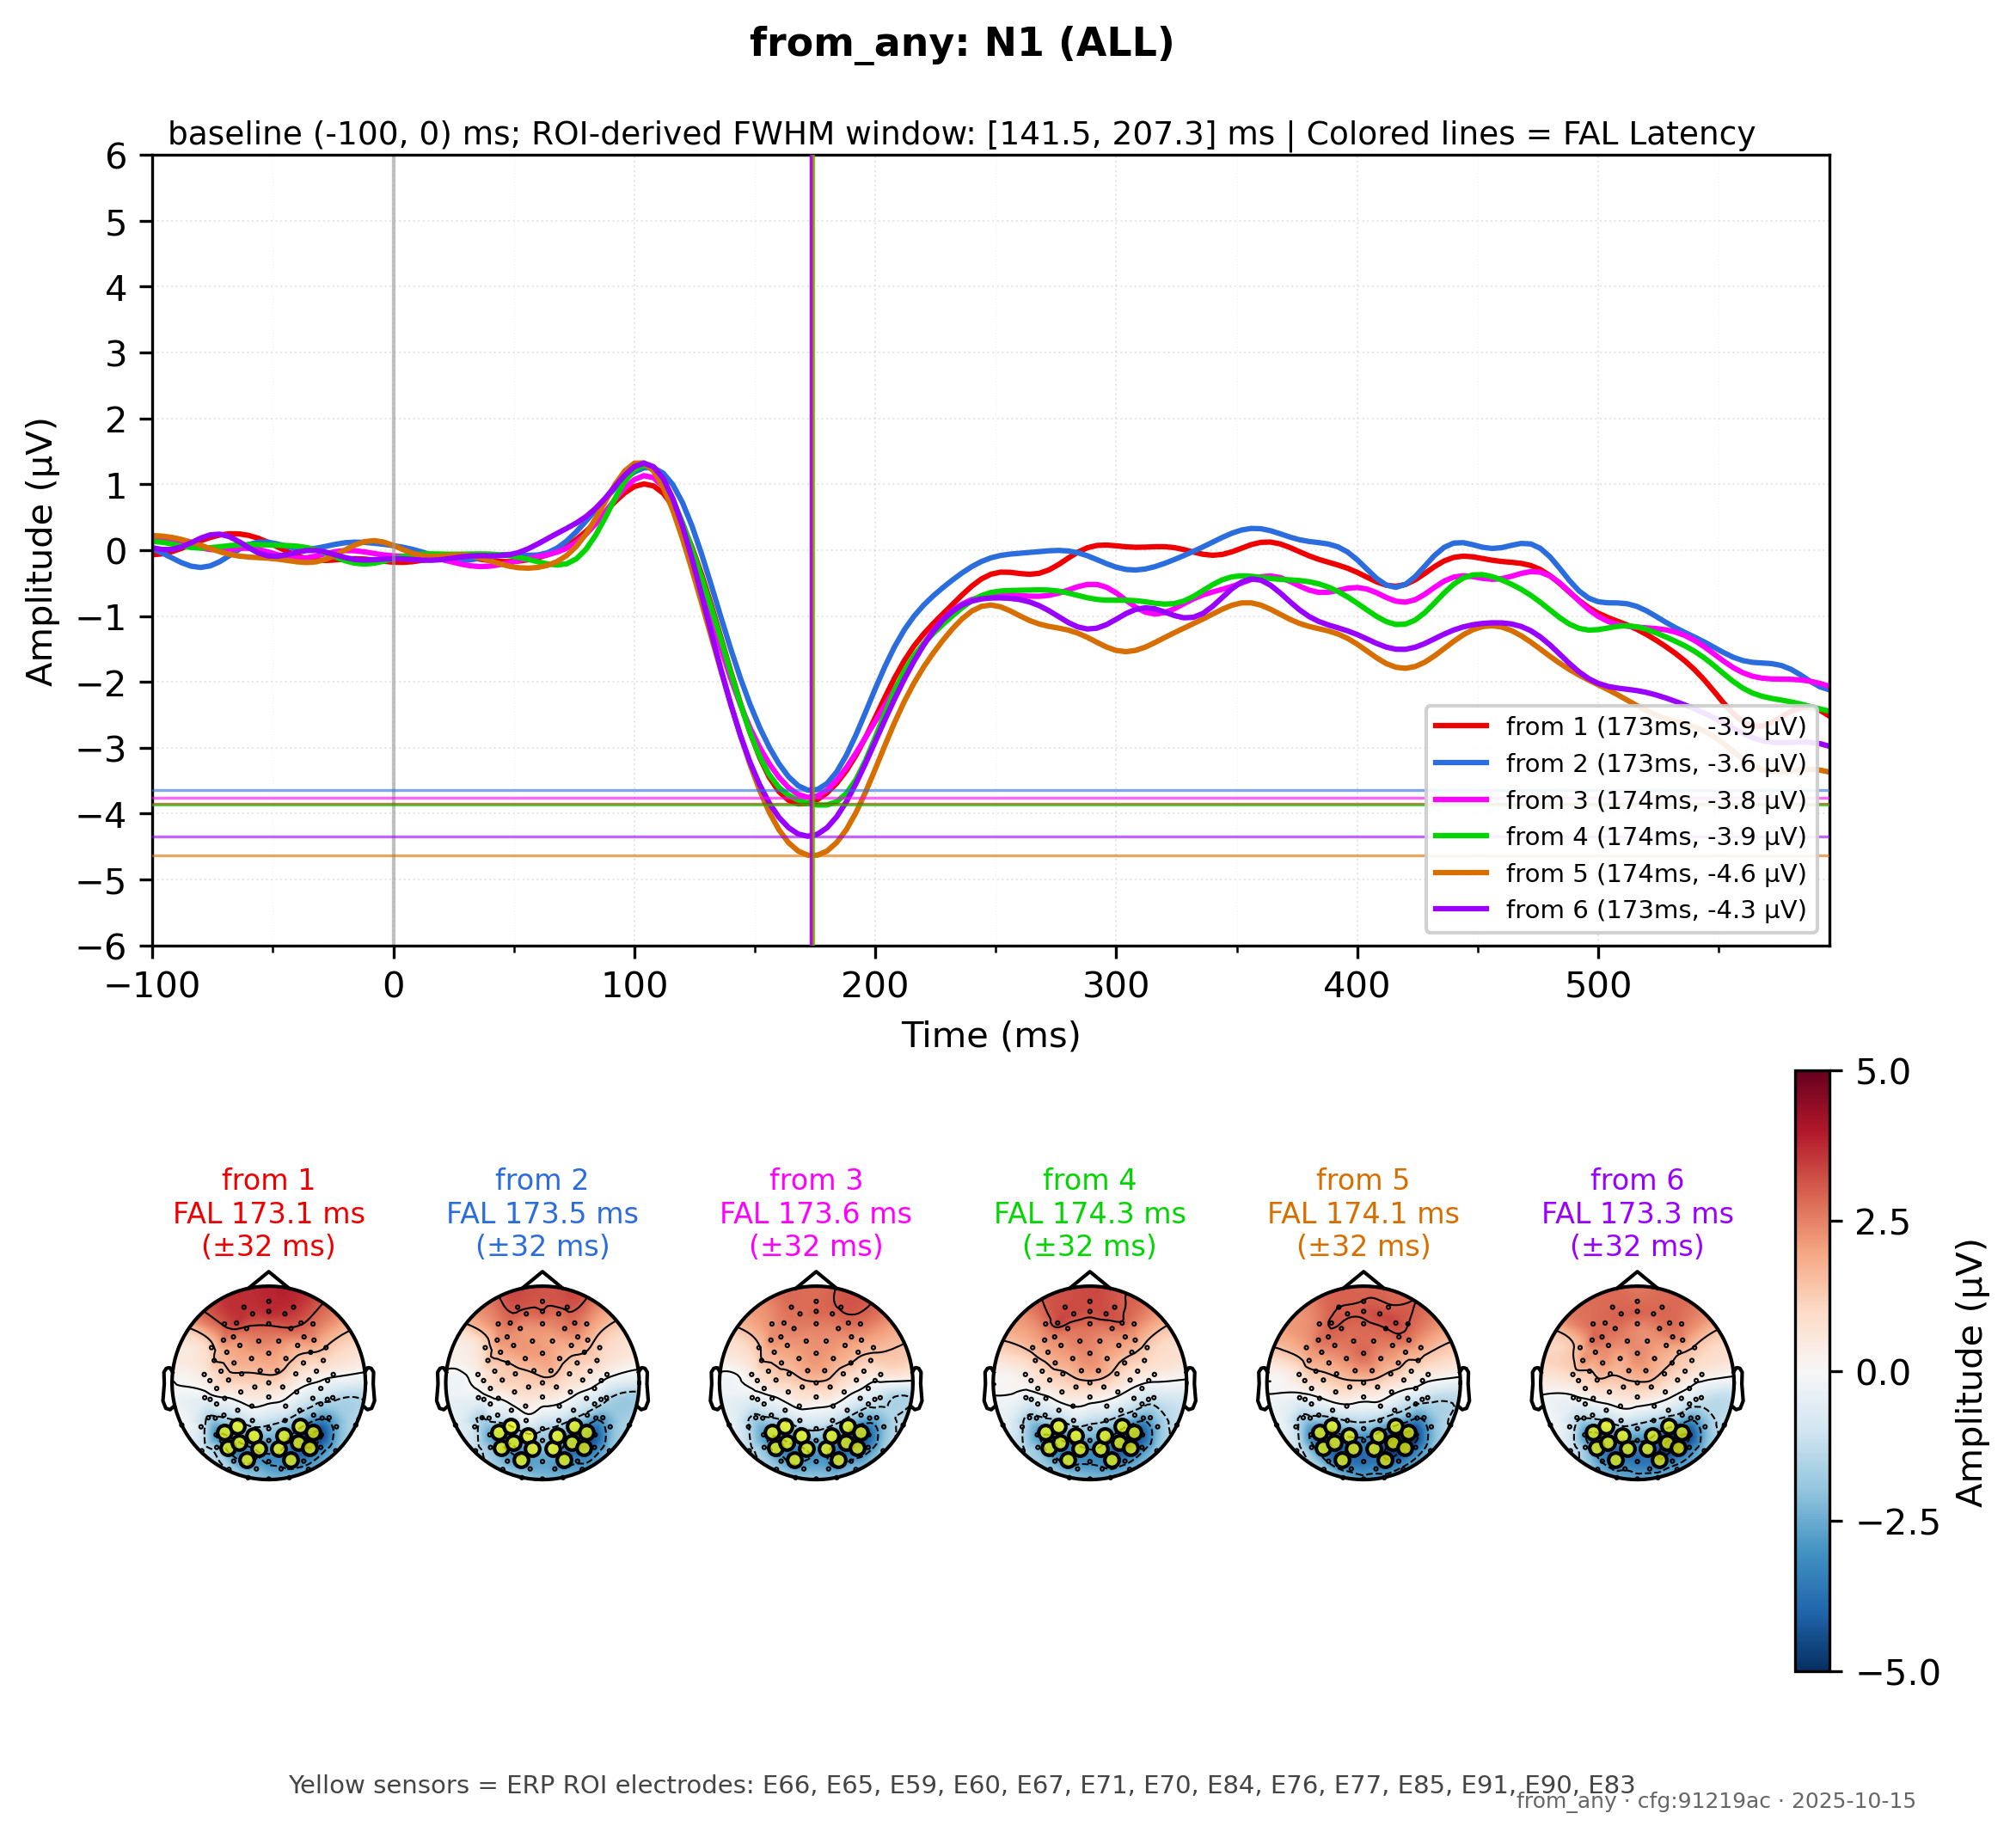 from_any: N1 (ALL)
baseline (-100, 0) ms; ROI-derived FWHM window: [141.5, 207.3] ms | Colored lines = FAL Latency
6
5
4
3
2
1
0
−1
−2
−3
−4
−5
−6
Amplitude (µV)
from 1 (173ms, -3.9 µV)
from 2 (173ms, -3.6 µV)
from 3 (174ms, -3.8 µV)
from 4 (174ms, -3.9 µV)
from 5 (174ms, -4.6 µV)
from 6 (173ms, -4.3 µV)
−100 0 100 200 300 400 500
Time (ms)
from 1 from 2 from 3 from 4 from 5 from 6
FAL 173.1 ms FAL 173.5 ms FAL 173.6 ms FAL 174.3 ms FAL 174.1 ms FAL 173.3 ms
(±32 ms) (±32 ms) (±32 ms) (±32 ms) (±32 ms) (±32 ms)
5.0
2.5
0.0
−2.5
−5.0
Amplitude (µV)
Yellow sensors = ERP ROI electrodes: E66, E65, E59, E60, E67, E71, E70, E84, E76, E77, E85, E91, E90, E83
from_any · cfg:91219ac · 2025-10-15